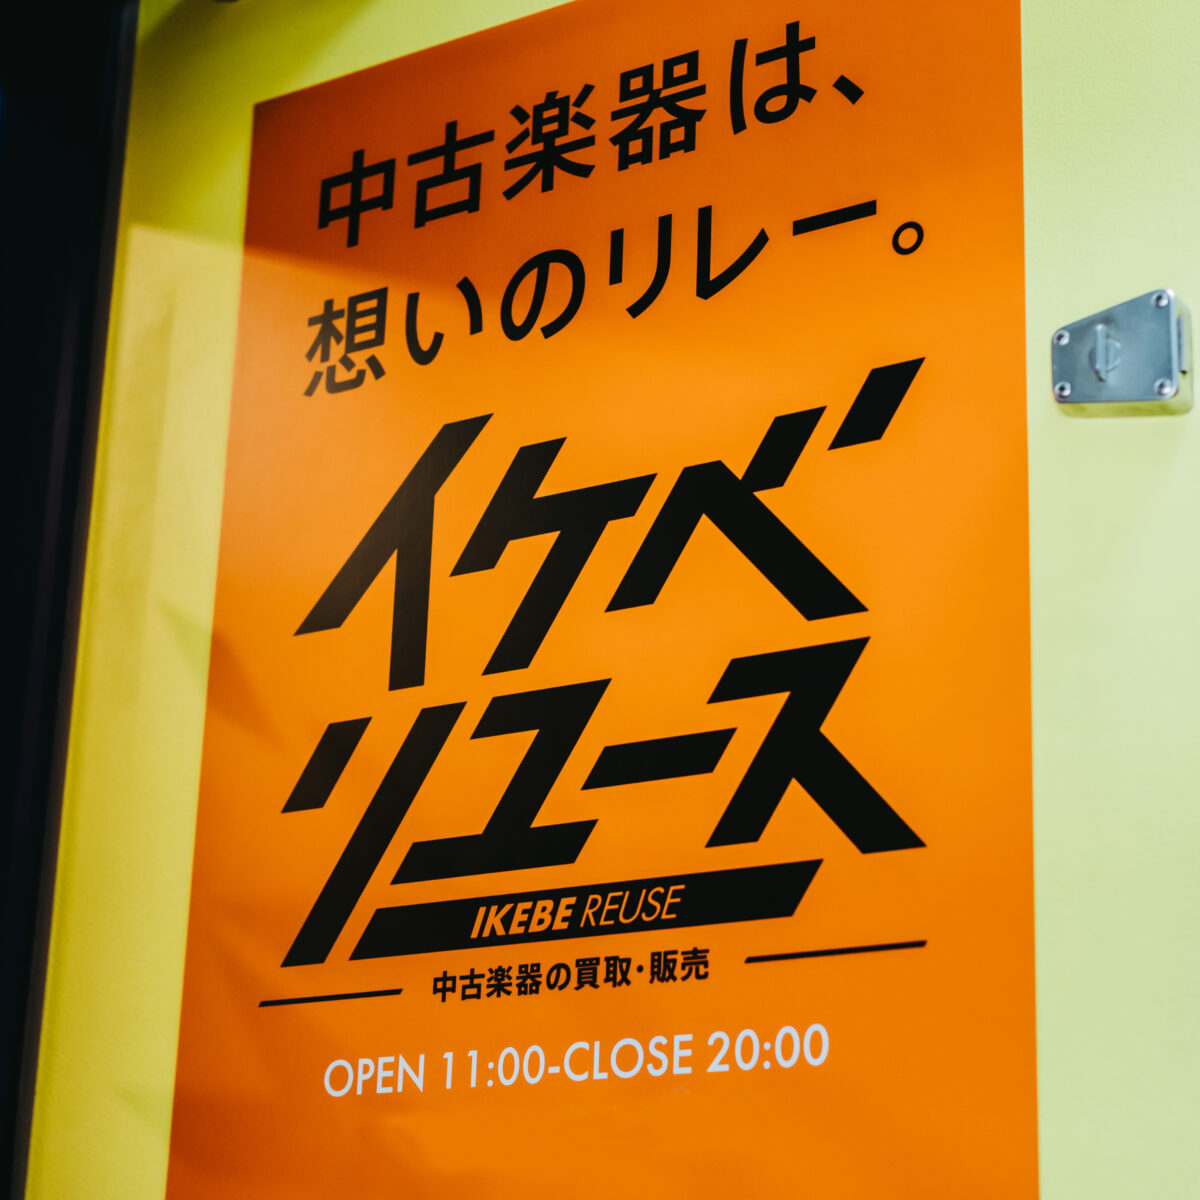 中古楽器は、
想いのリレー。
イケベ
リユース
IKEBE REUSE
中古楽器の買取・販売
OPEN 11:00-CLOSE 20:00